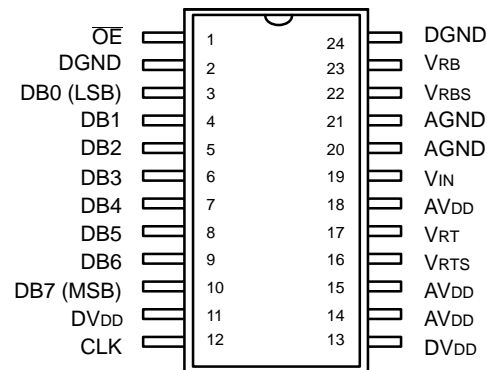 OE 1 24 DGND
DGND 2 23 VRB
DB0 (LSB) 3 22 VRBS
DB1 4 21 AGND
DB2 5 20 AGND
DB3 6 19 VIN
DB4 7 18 AVDD
DB5 8 17 VRT
DB6 9 16 VRTS
DB7 (MSB) 10 15 AVDD
DVDD 11 14 AVDD
CLK 12 13 DVDD